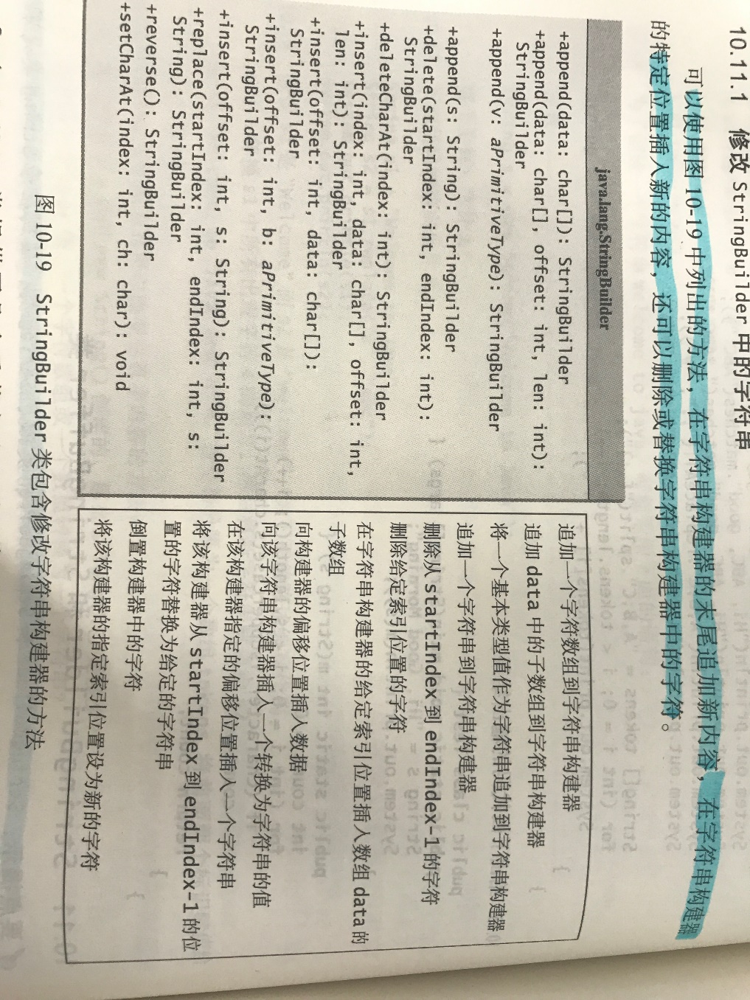 10.11.1 修改 StringBuilder 中的字符串
可以使用图 10-19 中列出的方法，在字符串构建器的末尾追加新内容，在字符串构建器
的特定位置插入新的内容，还可以删除或替换字符串构建器中的字符。
java.lang.StringBuilder
+append(data: char[]): StringBuilder
+append(data: char[], offset: int, len: int):
StringBuilder
+append(v: aPrimitiveType): StringBuilder
+append(s: String): StringBuilder
+delete(startIndex: int, endIndex: int):
StringBuilder
+deleteCharAt(index: int): StringBuilder
+insert(index: int, data: char[], offset: int,
len: int): StringBuilder
+insert(offset: int, data: char[]):
StringBuilder
+insert(offset: int, b: aPrimitiveType):
StringBuilder
+insert(offset: int, s: String): StringBuilder
+replace(startIndex: int, endIndex: int, s:
String): StringBuilder
+reverse(): StringBuilder
+setCharAt(index: int, ch: char): void
追加一个字符数组到字符串构建器
追加 data 中的子数组到字符串构建器
将一个基本类型值作为字符串追加到字符串构建器
追加一个字符串到字符串构建器
删除从 startIndex 到 endIndex-1 的字符
删除给定索引位置的字符
在字符串构建器的给定索引位置插入数组 data 的
子数组
向构建器的偏移位置插入数据
向该字符串构建器插入一个转换为字符串的值
在该构建器指定的偏移位置插入一个字符串
将该构建器从 startIndex 到 endIndex-1 的位
置的字符替换为给定的字符串
倒置构建器中的字符
将该构建器的指定索引位置设为新的字符
图 10-19 StringBuilder 类包含修改字符串构建器的方法